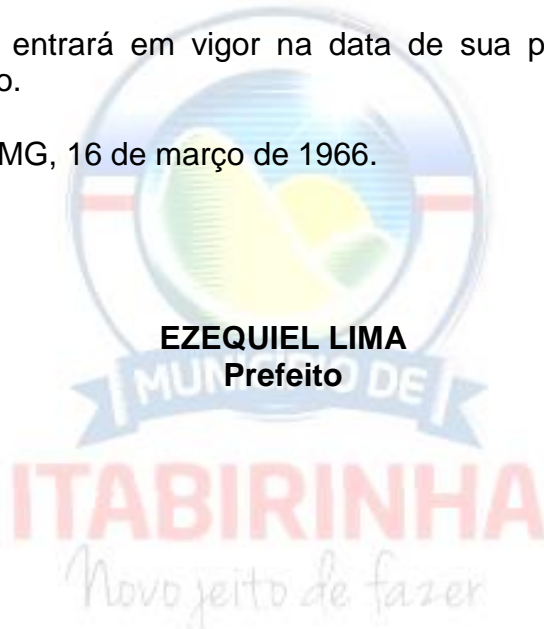 entrará em vigor na data de sua p
o.
MG, 16 de março de 1966.
EZEQUIEL LIMA
Prefeito
MUNICÍPIO DE
ITABIRINHA
Novo jeito de fazer